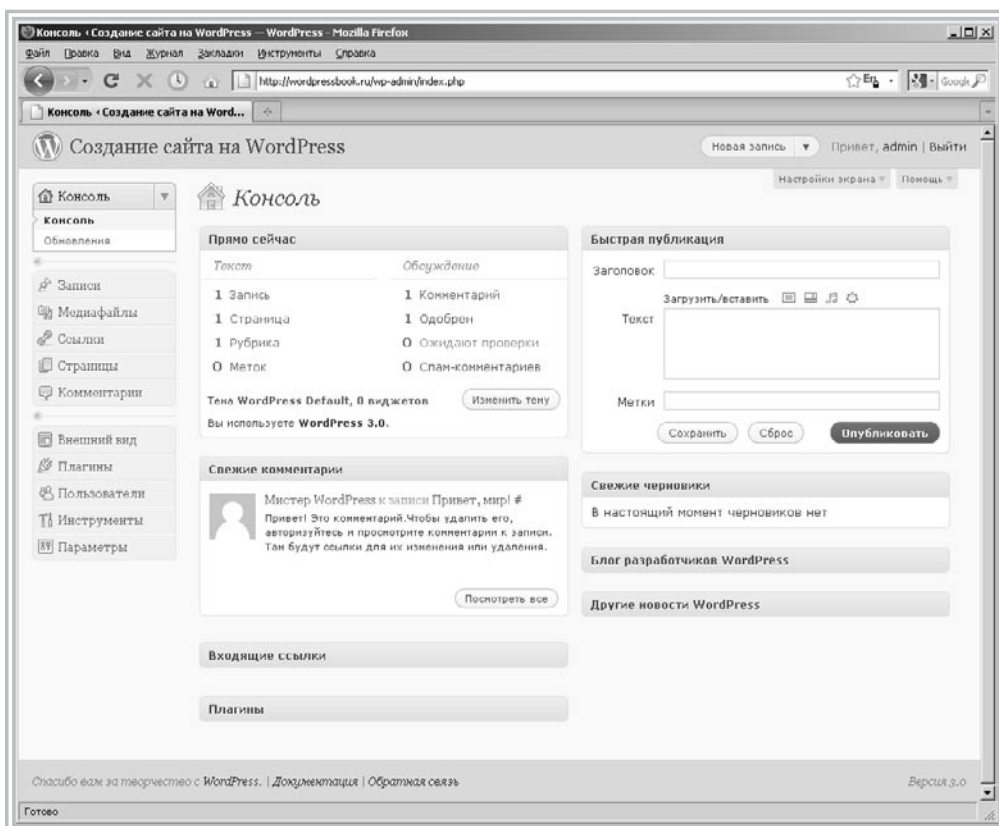 Консоль ‹ Создание сайта на WordPress — WordPress - Mozilla Firefox
Файл Правка Вид Журнал Закладки Инструменты Справка
http://wordpressbook.ru/wp-admin/index.php
En
Google
Консоль ‹ Создание сайта на Word...
Создание сайта на WordPress
Новая запись
Привет, admin | Выйти
Настройки экрана
Помощь
Консоль
Консоль
Обновления
Записи
Медиафайлы
Ссылки
Страницы
Комментарии
Внешний вид
Плагины
Пользователи
Инструменты
Параметры
Консоль
Прямо сейчас
Текст
Обсуждение
1 Запись
1 Комментарий
1 Страница
1 Одобрен
1 Рубрика
0 Ожидают проверки
0 Меток
0 Спам-комментариев
Тема WordPress Default, 0 виджетов
Изменить тему
Вы используете WordPress 3.0.
Свежие комментарии
Мистер WordPress к записи Привет, мир! #
Привет! Это комментарий.Чтобы удалить его,
авторизуйтесь и просмотрите комментарии к записи.
Там будут ссылки для их изменения или удаления.
Посмотреть все
Входящие ссылки
Плагины
Быстрая публикация
Заголовок
Загрузить/вставить
Текст
Метки
Сохранить
Сброс
Опубликовать
Свежие черновики
В настоящий момент черновиков нет
Блог разработчиков WordPress
Другие новости WordPress
Спасибо вам за творчество с WordPress. | Документация | Обратная связь
Версия 3.0
Готово